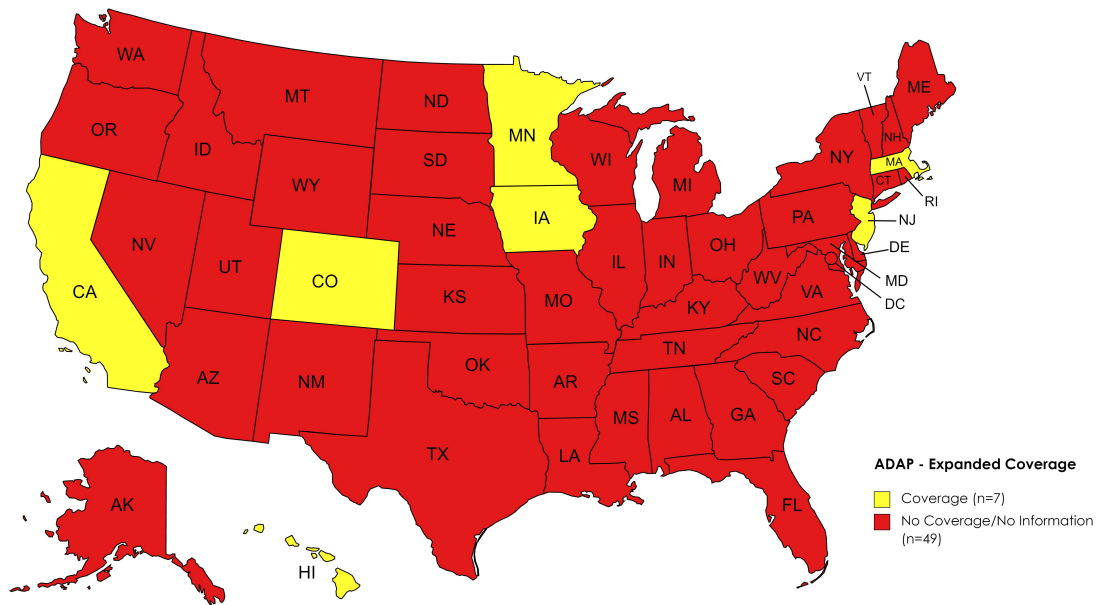 WA
VT
ME
MT
ND
OR
MN
NH
ID
SD
WI
NY
MA
WY
MI
CT
RI
IA
PA
NJ
NE
NV
OH
DE
UT
IL
IN
CO
WV
MD
CA
KS
MO
VA
DC
KY
NC
TN
OK
AZ
NM
AR
SC
MS
AL
GA
TX
LA
ADAP - Expanded Coverage
Coverage (n=7)
AK
FL
No Coverage/No Information
(n=49)
HI